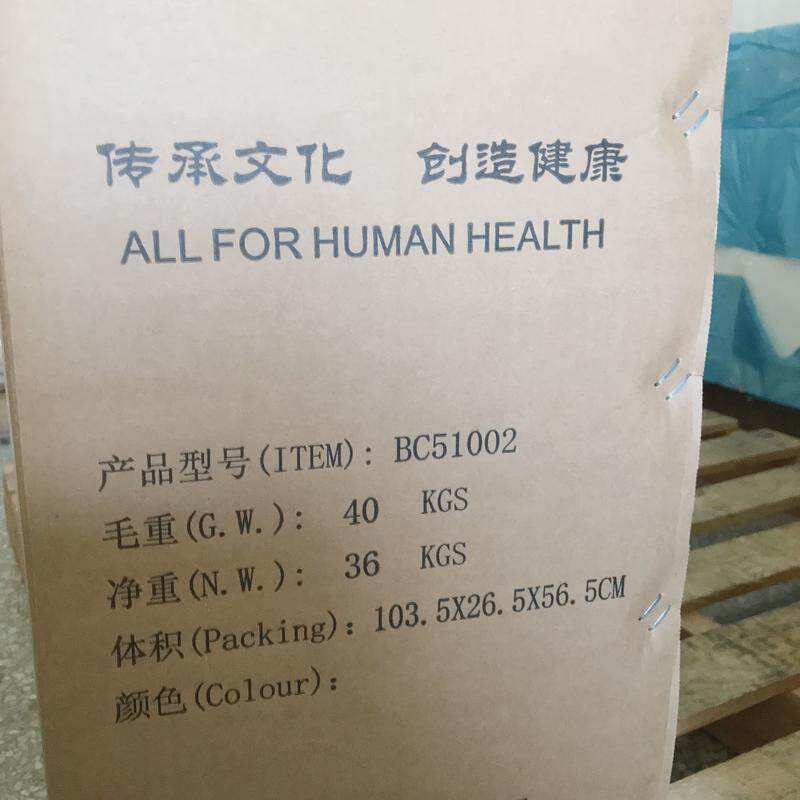 传承文化 创造健康
ALL FOR HUMAN HEALTH
产品型号(ITEM): BC51002
毛重(G.W.): 40 KGS
净重(N.W.): 36 KGS
体积(Packing): 103.5X26.5X56.5CM
颜色(Colour):